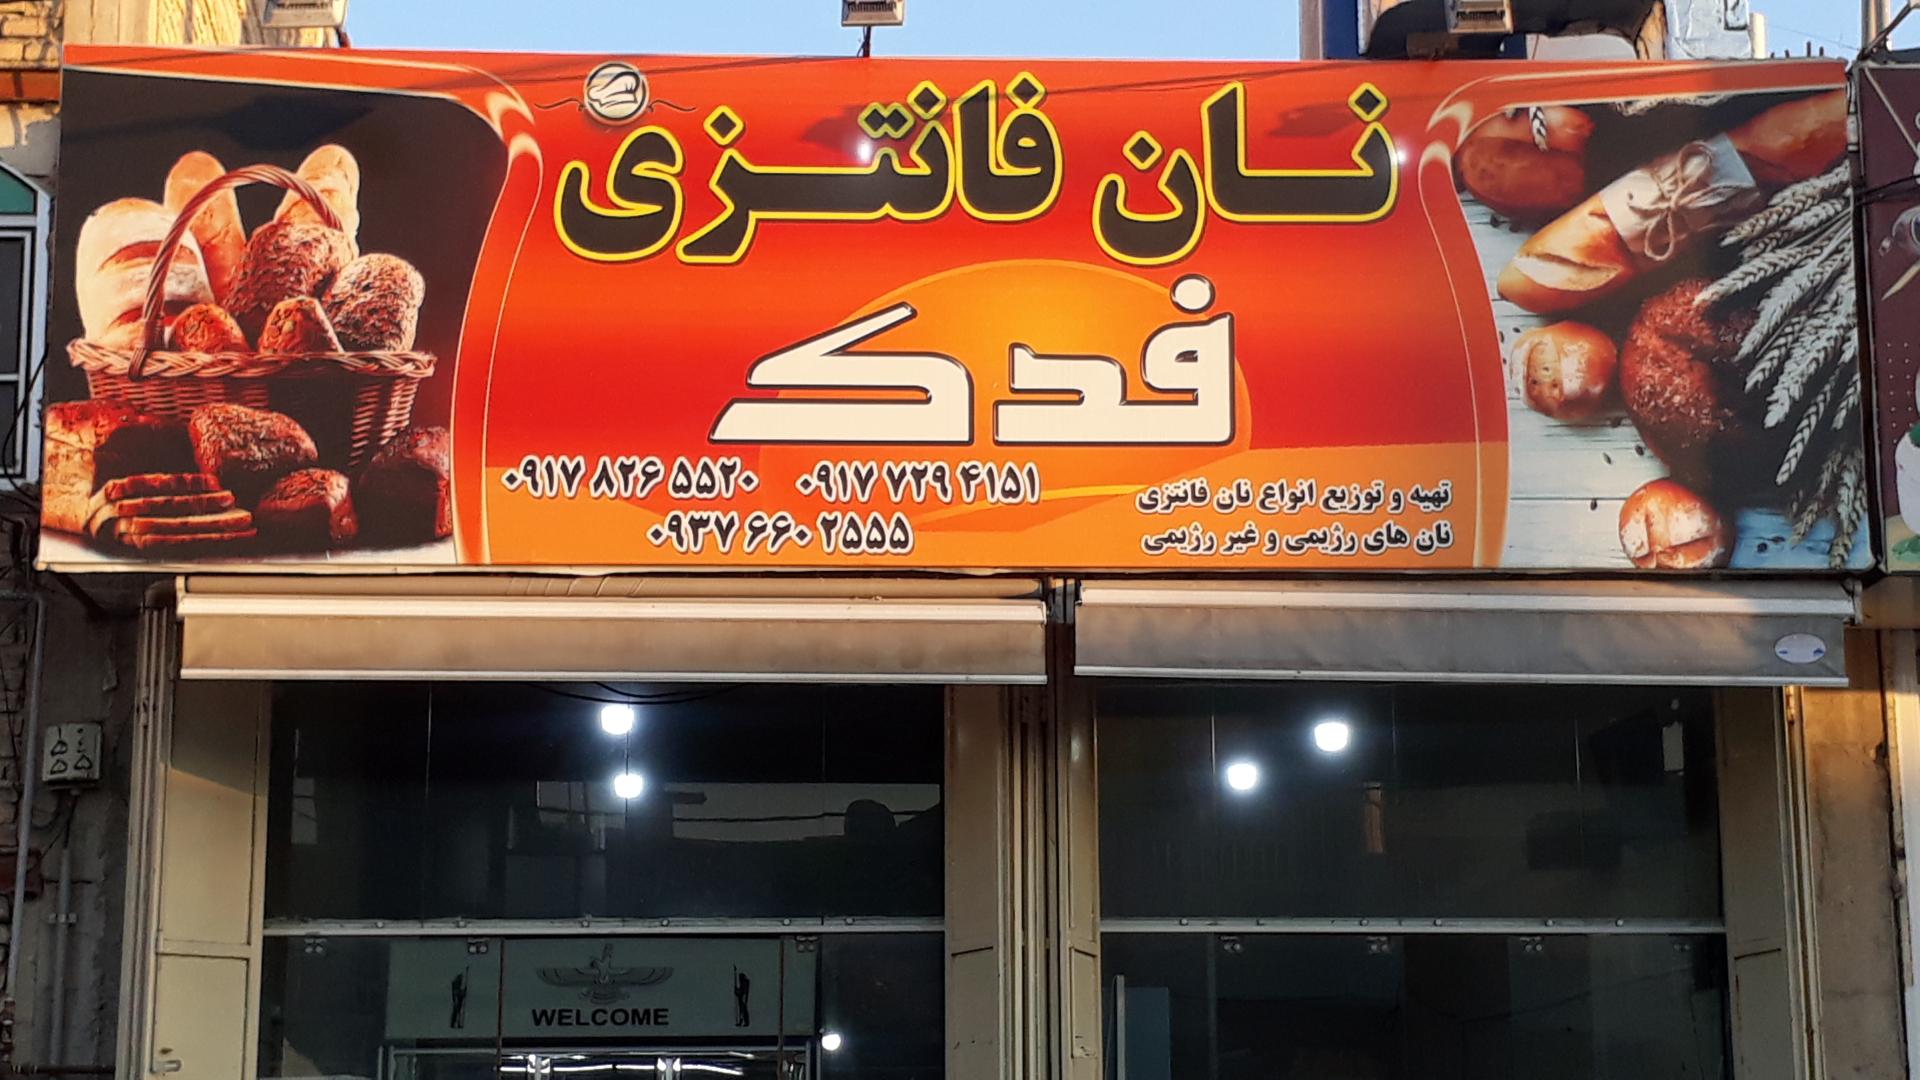 نان فانتزی
فدک
۰۹۱۷ ۸۲۶ ۵۵۲۰ ۰۹۱۷ ۷۲۹ ۴۱۵۱
۰۹۳۷ ۶۶۰ ۲۵۵۵
تهیه و توزیع انواع نان فانتزی
نان های رژیمی و غیر رژیمی
WELCOME